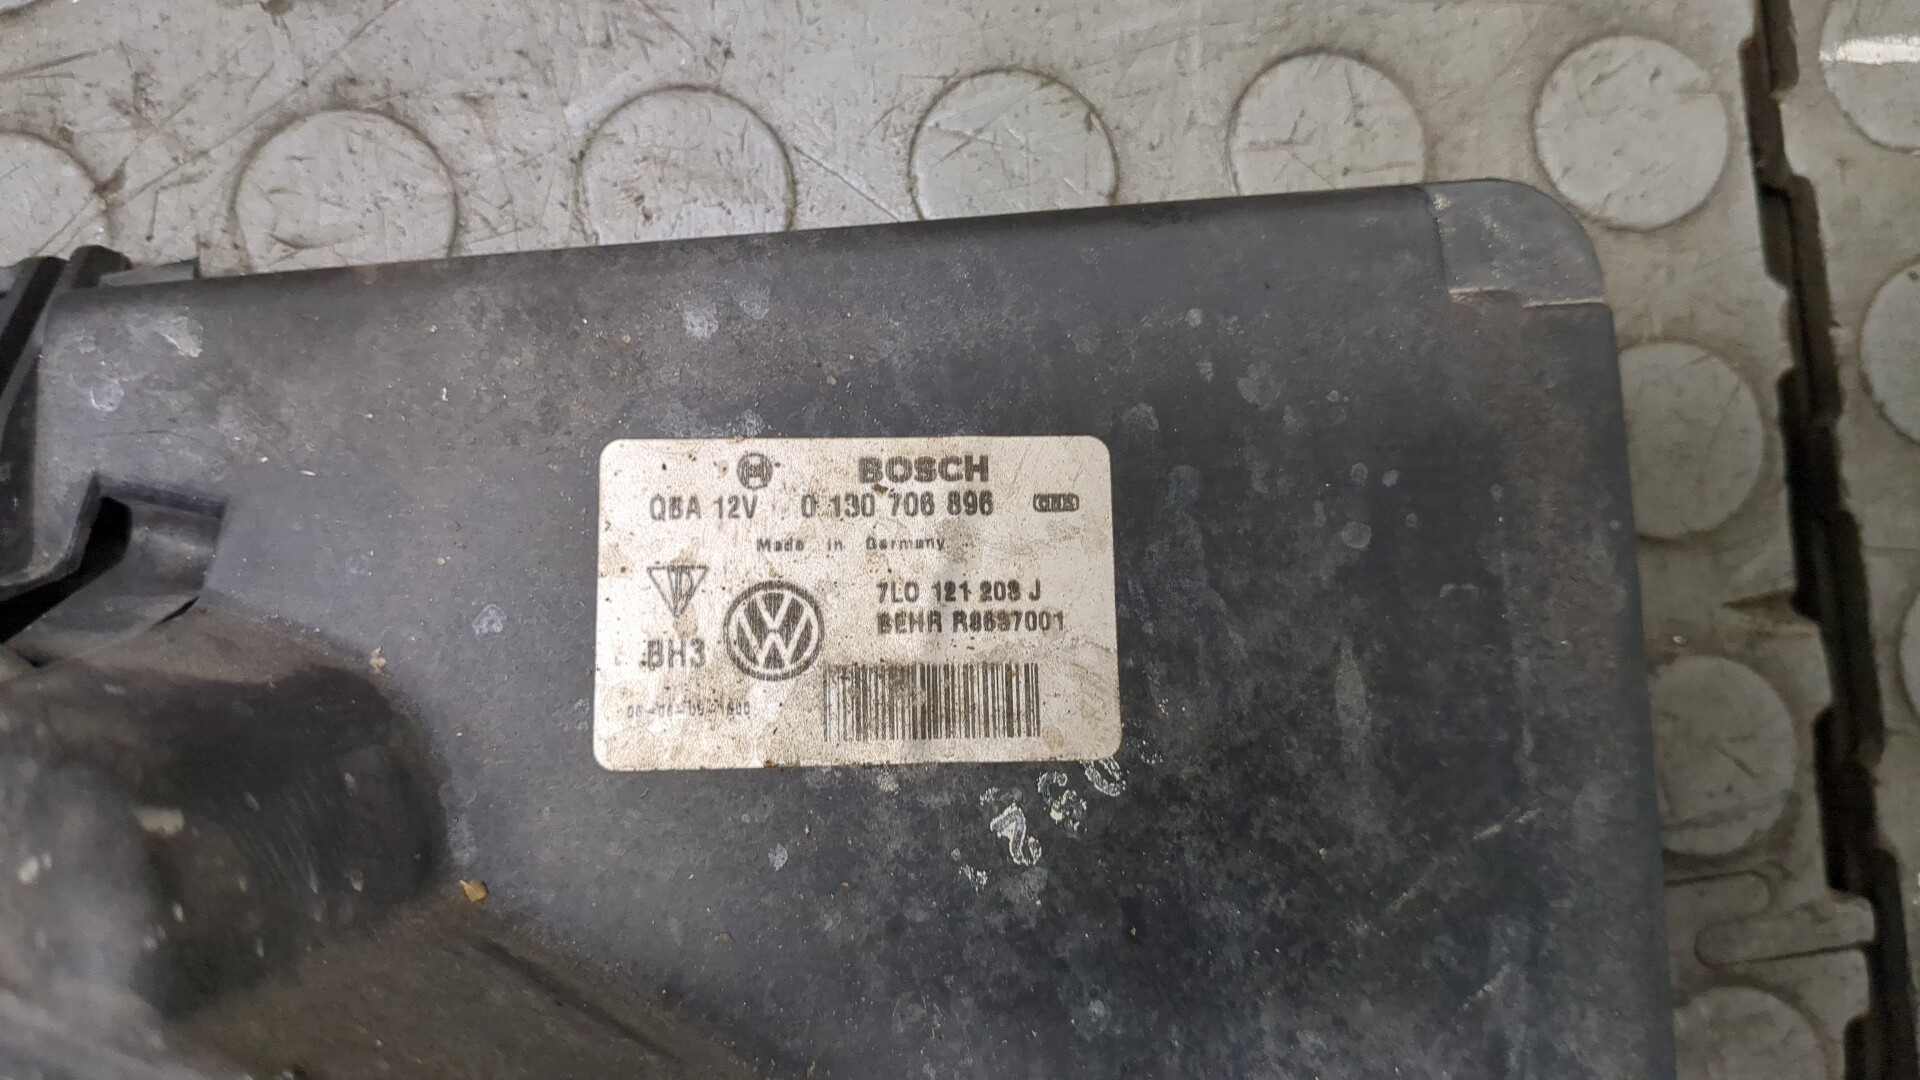 BOSCH
QBA 12V 0 130 706 896
Made in Germany
7L0 121 203 J
BEHR R8637001
BH3